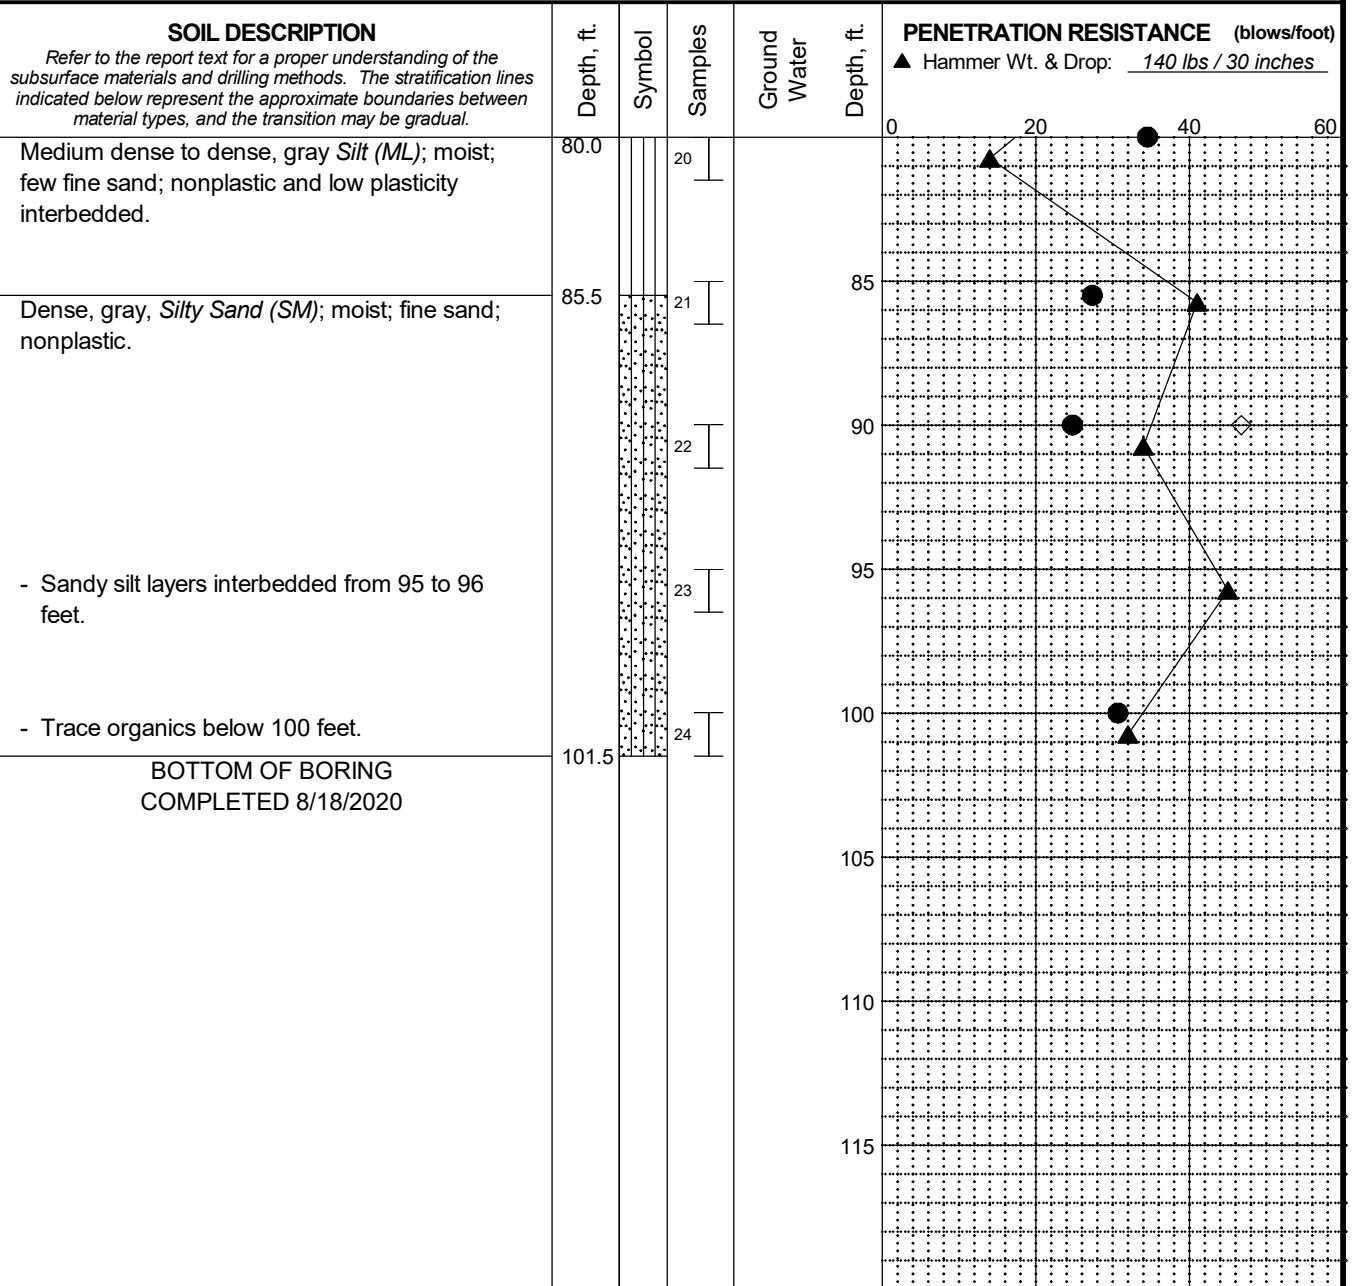 SOIL DESCRIPTION
Refer to the report text for a proper understanding of the
subsurface materials and drilling methods. The stratification lines
indicated below represent the approximate boundaries between
material types, and the transition may be gradual.
Depth, ft.
Symbol
Samples
Ground
Water
Depth, ft.
PENETRATION RESISTANCE (blows/foot)
▲ Hammer Wt. & Drop: 140 lbs / 30 inches
0 20 40 60
Medium dense to dense, gray Silt (ML); moist;
few fine sand; nonplastic and low plasticity
interbedded.
80.0
20
Dense, gray, Silty Sand (SM); moist; fine sand;
nonplastic.
85.5
21
85
22
90
- Sandy silt layers interbedded from 95 to 96
feet.
23
95
- Trace organics below 100 feet.
24
100
101.5
BOTTOM OF BORING
COMPLETED 8/18/2020
105
110
115